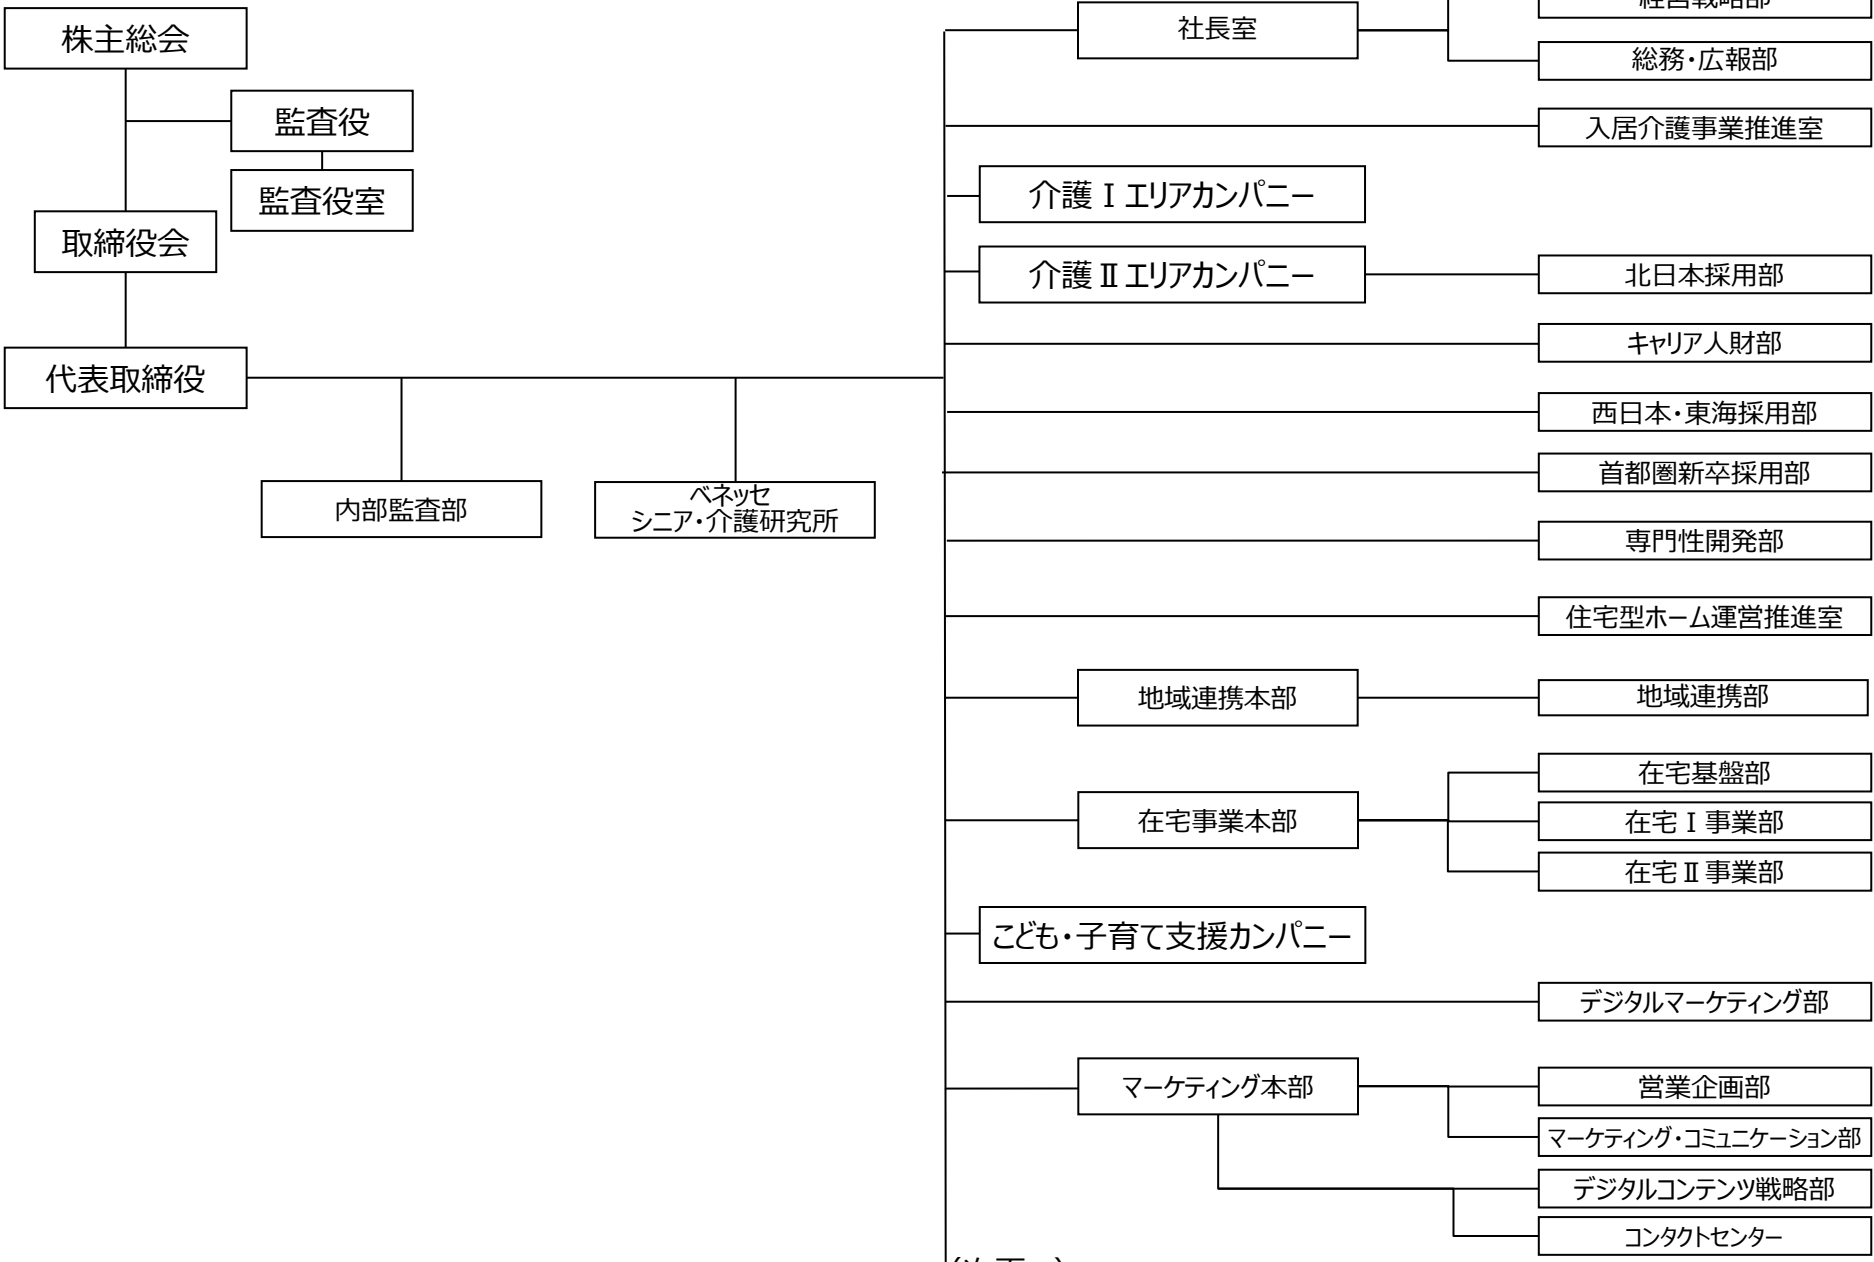 株主総会
監査役
監査役室
取締役会
代表取締役
内部監査部
ベネッセ
シニア・介護研究所
社長室
経営戦略部
総務・広報部
入居介護事業推進室
介護Ⅰエリアカンパニー
介護Ⅱエリアカンパニー
北日本採用部
キャリア人財部
西日本・東海採用部
首都圏新卒採用部
専門性開発部
住宅型ホーム運営推進室
地域連携本部
地域連携部
在宅事業本部
在宅基盤部
在宅Ⅰ事業部
在宅Ⅱ事業部
こども・子育て支援カンパニー
デジタルマーケティング部
マーケティング本部
営業企画部
マーケティング・コミュニケーション部
デジタルコンテンツ戦略部
コンタクトセンター